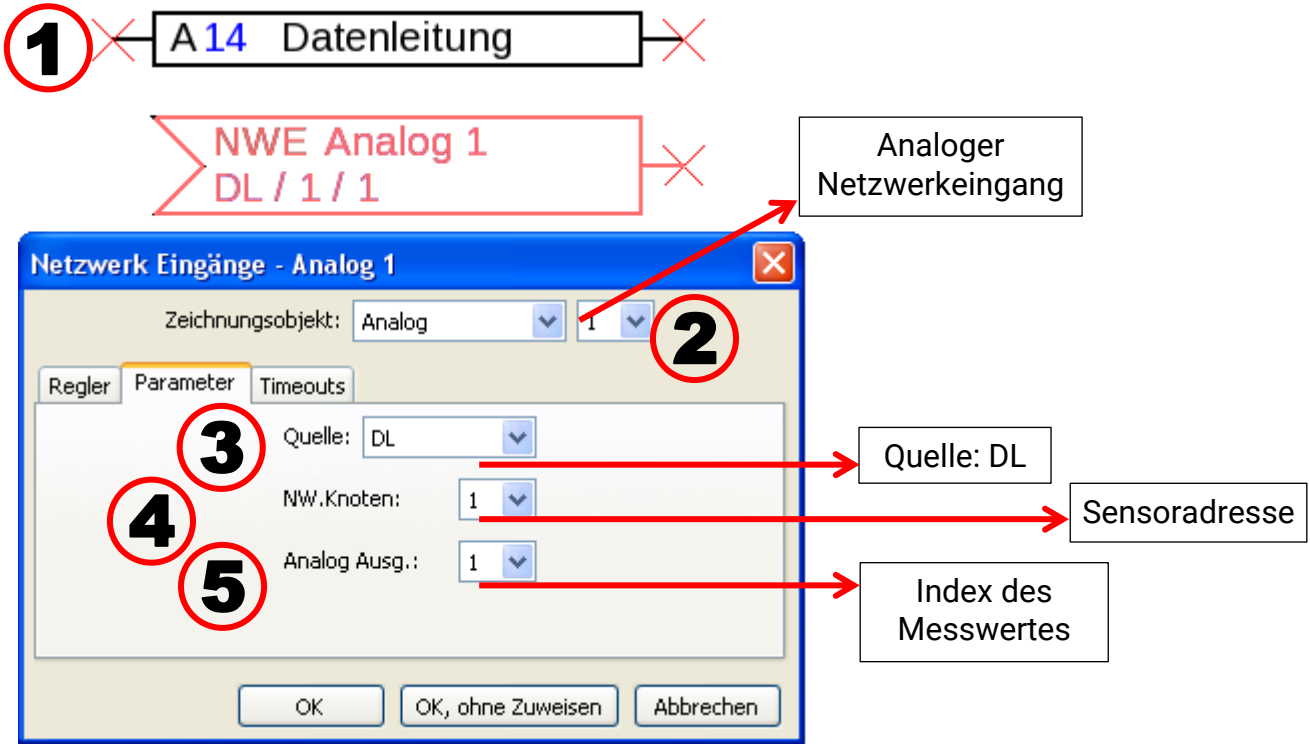 1
A 14 Datenleitung
NWE Analog 1
DL / 1 / 1
Analoger
Netzwerkeingang
Netzwerk Eingänge - Analog 1
Zeichnungsobjekt: Analog 1
2
Regler Parameter Timeouts
3
Quelle: DL
Quelle: DL
4
NW.Knoten: 1
Sensoradresse
5
Analog Ausg.: 1
Index des
Messwertes
OK OK, ohne Zuweisen Abbrechen